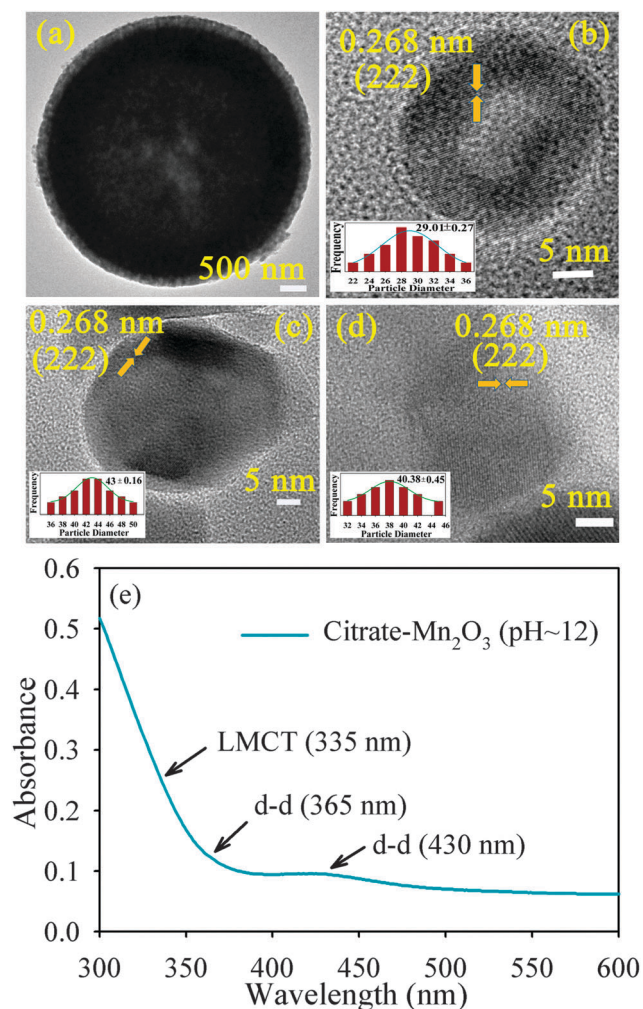 (a)
500 nm
0.268 nm
(222)
(b)
Frequency
29.01±0.27
22 24 26 28 30 32 34 36
Particle Diameter
5 nm
0.268 nm
(c)
(222)
Frequency
43±0.16
36 38 40 42 44 46 48 50
Particle Diameter
5 nm
(d)
0.268 nm
(222)
Frequency
40.38±0.45
32 34 36 38 40 42 44 46
Particle Diameter
5 nm
(e)
Citrate-Mn₂O₃ (pH~12)
LMCT (335 nm)
d-d (365 nm)
d-d (430 nm)
Absorbance
0.6
0.5
0.4
0.3
0.2
0.1
0.0
300 350 400 450 500 550 600
Wavelength (nm)